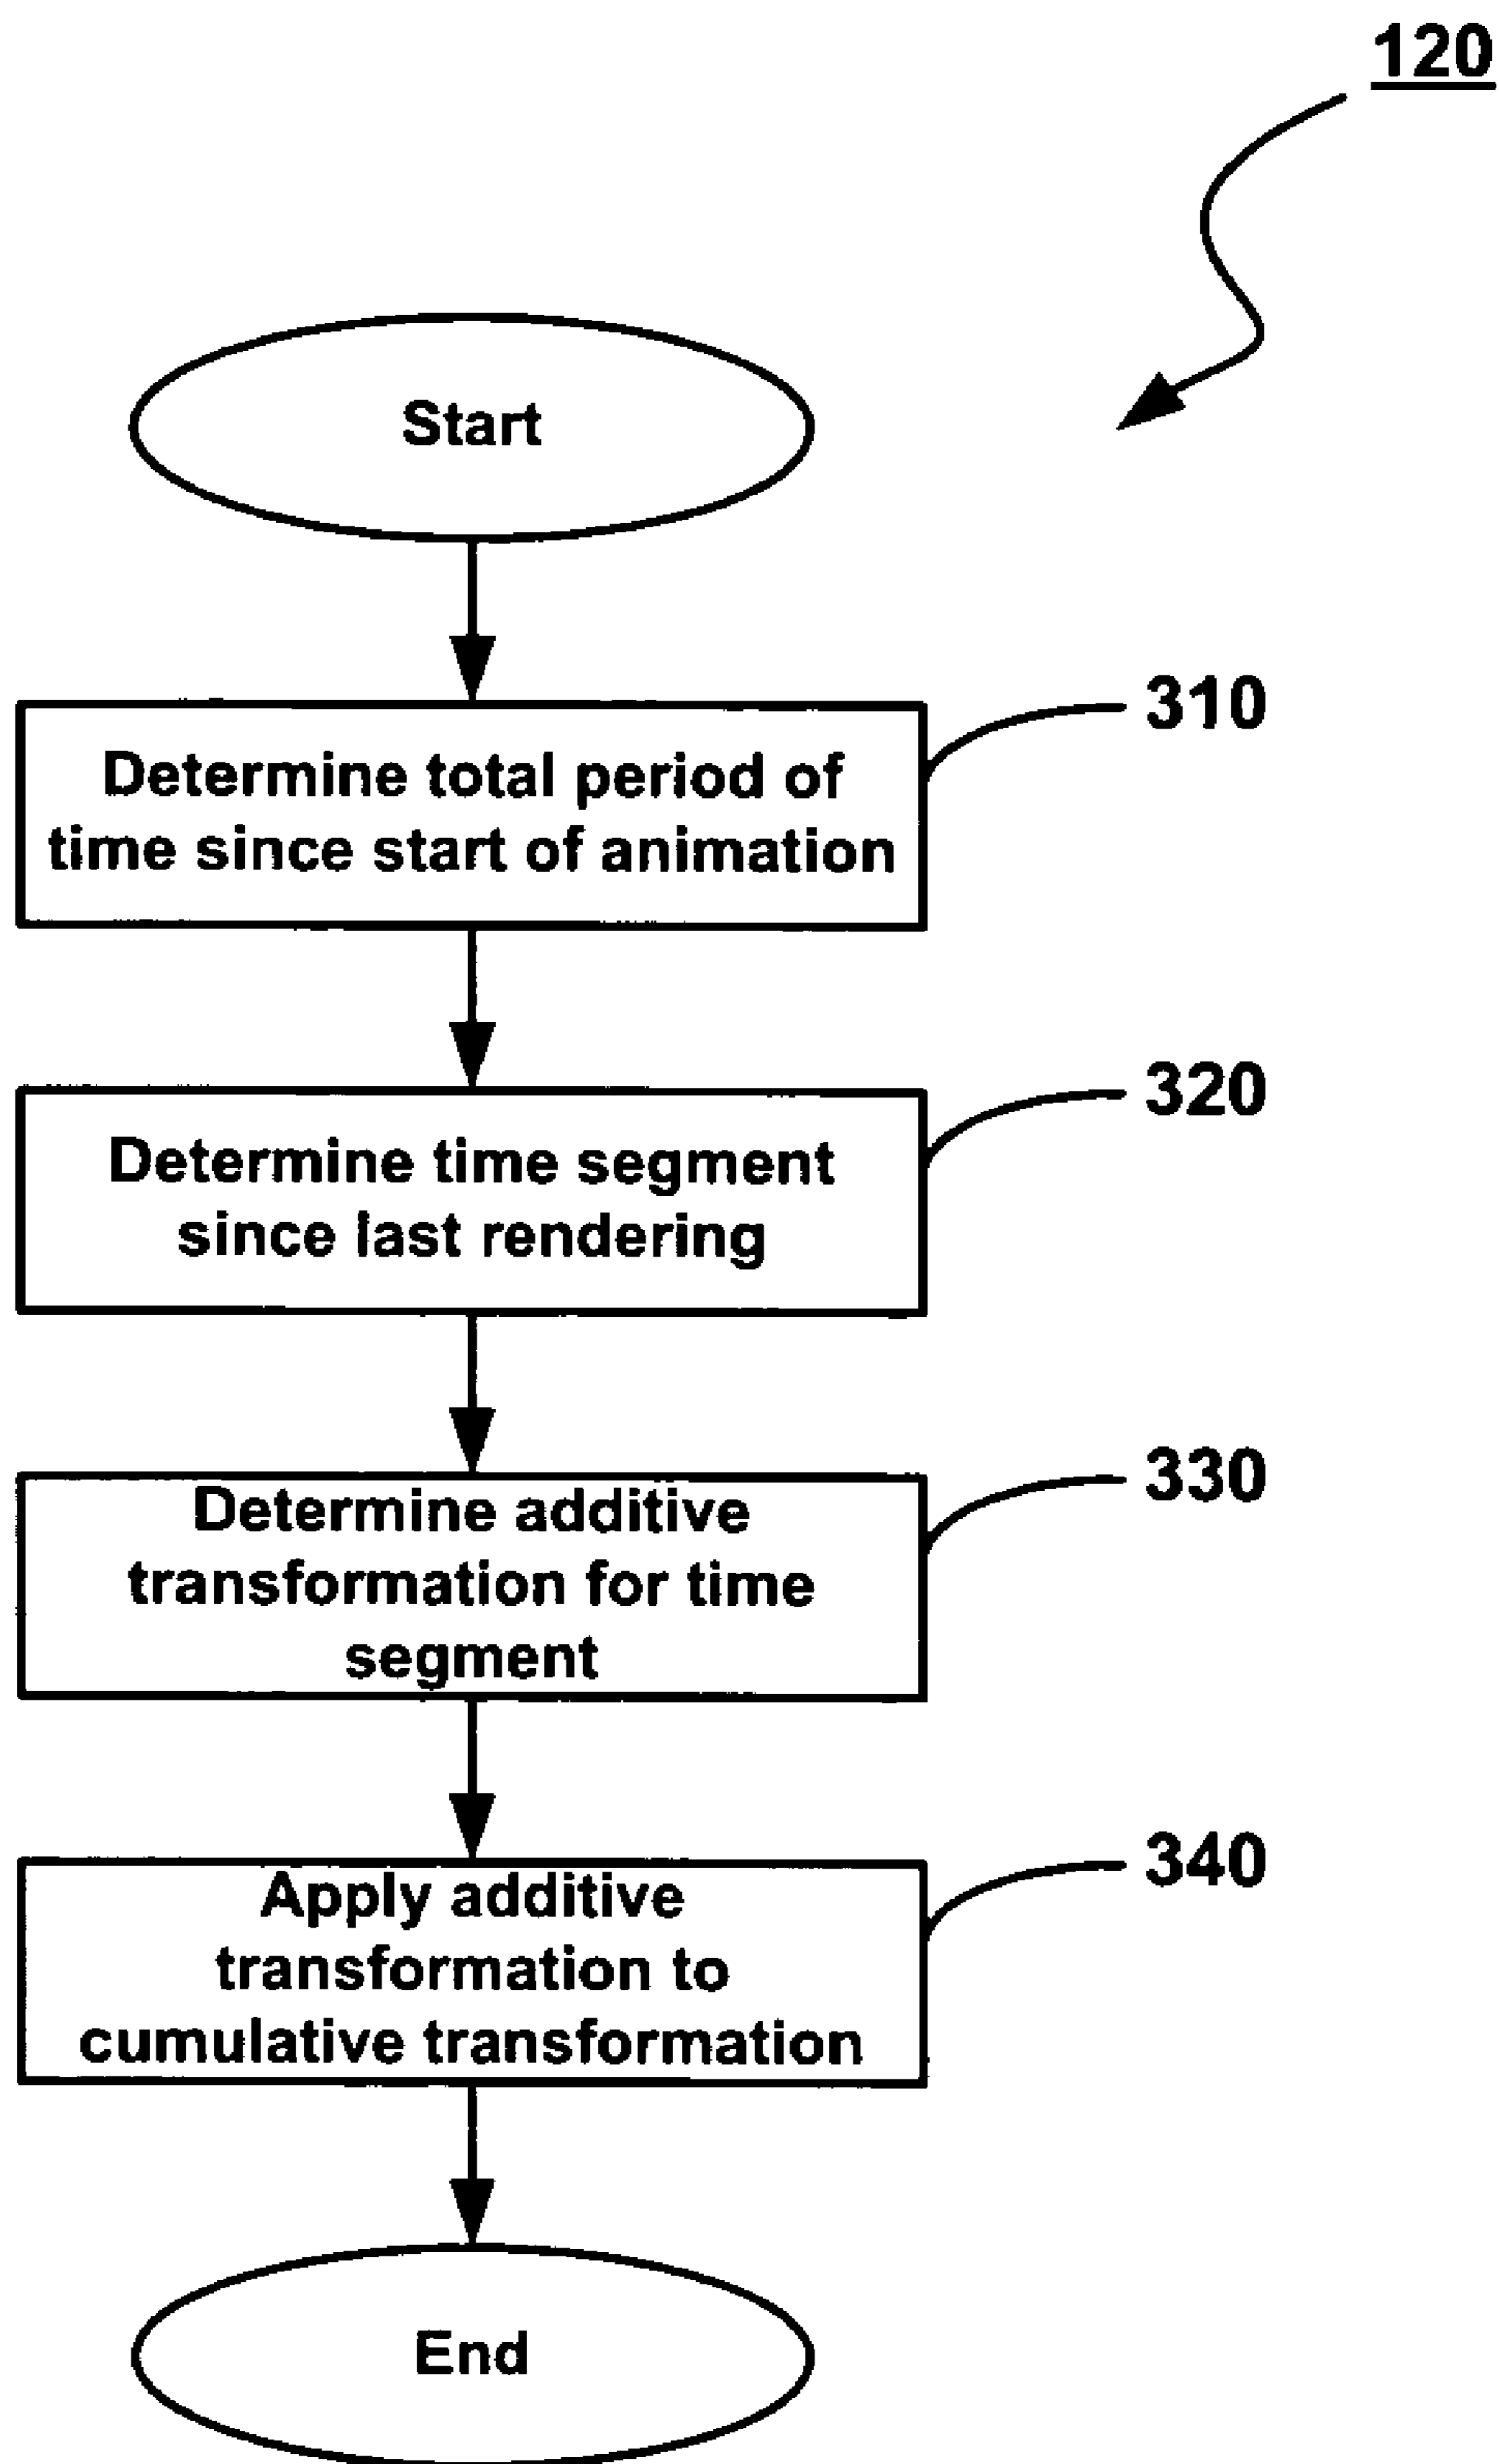 120
Start
Determine total period of
time since start of animation
310
Determine time segment
since last rendering
320
Determine additive
transformation for time
segment
330
Apply additive
transformation to
cumulative transformation
340
End